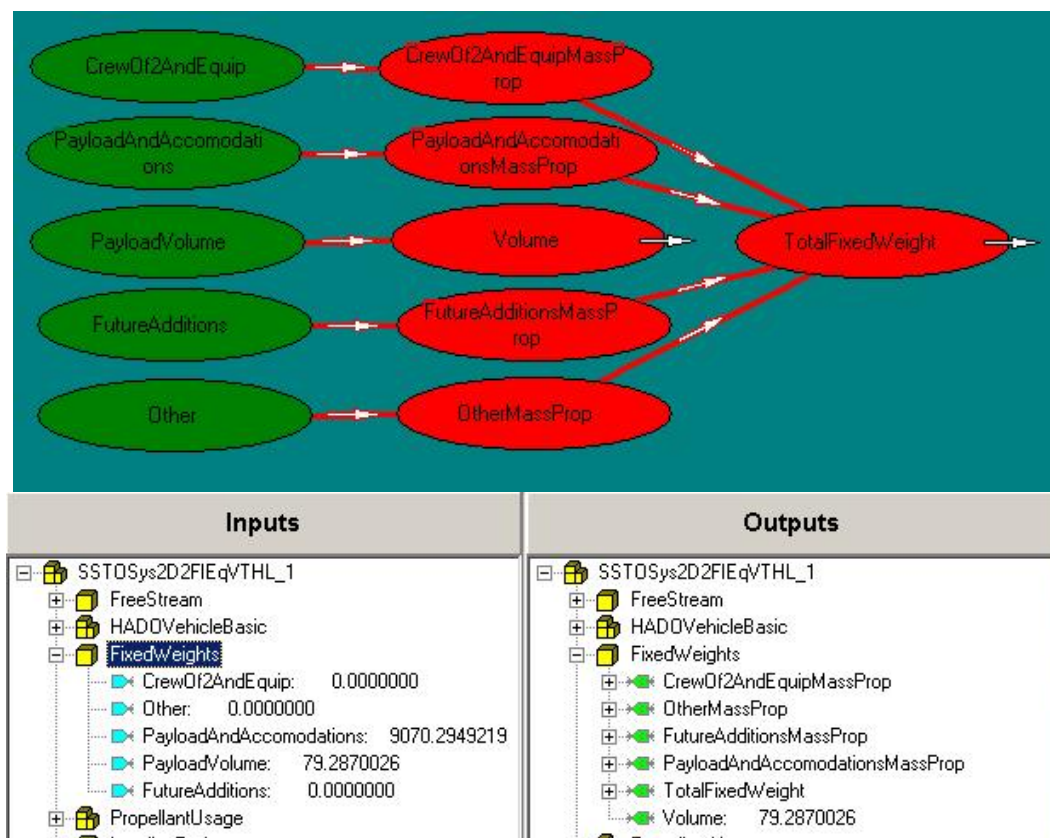 CrewOf2AndEquip
CrewOf2AndEquipMassP
rop
PayloadAndAccomodati
ons
PayloadAndAccomodati
onsMassProp
PayloadVolume
Volume
TotalFixedWeight
FutureAdditions
FutureAdditionsMassP
rop
Other
OtherMassProp
Inputs
SSTOSys2D2FlEqVTHL_1
FreeStream
HADOVehicleBasic
FixedWeights
CrewOf2AndEquip: 0.0000000
Other: 0.0000000
PayloadAndAccomodations: 9070.2949219
PayloadVolume: 79.2870026
FutureAdditions: 0.0000000
PropellantUsage
Outputs
SSTOSys2D2FlEqVTHL_1
FreeStream
HADOVehicleBasic
FixedWeights
CrewOf2AndEquipMassProp
OtherMassProp
FutureAdditionsMassProp
PayloadAndAccomodationsMassProp
TotalFixedWeight
Volume: 79.2870026